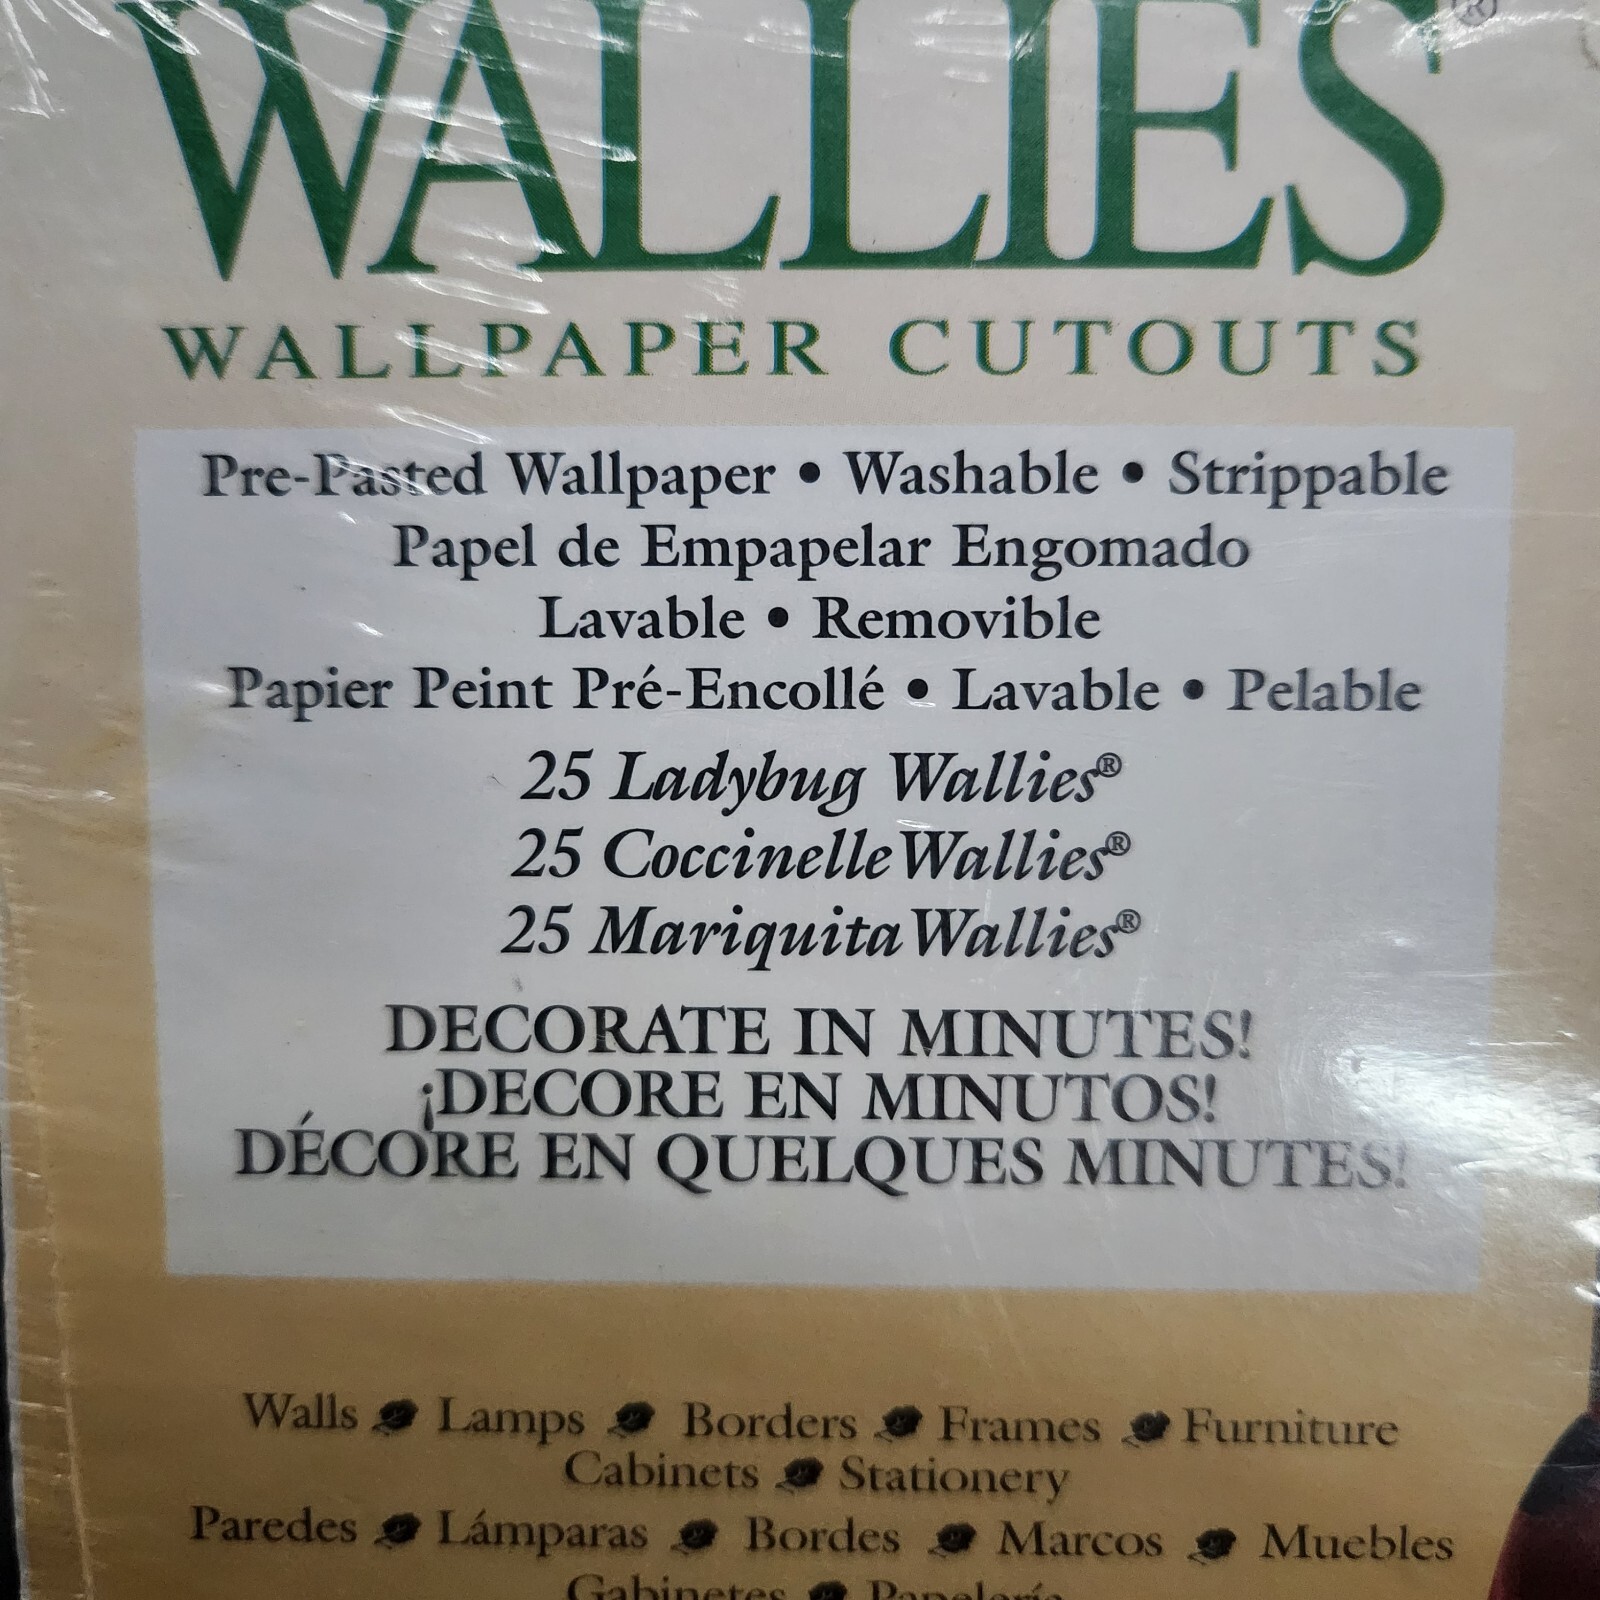 WALLIES®
WALLPAPER CUTOUTS
Pre-Pasted Wallpaper • Washable • Strippable
Papel de Empapelar Engomado
Lavable • Removible
Papier Peint Pré-Encollé • Lavable • Pelable
25 Ladybug Wallies®
25 Coccinelle Wallies®
25 Mariquita Wallies®
DECORATE IN MINUTES!
¡DECORE EN MINUTOS!
DÉCORE EN QUELQUES MINUTES!
Walls Lamps Borders Frames Furniture
Cabinets Stationery
Paredes Lámparas Bordes Marcos Muebles
Gabinetes Papelería